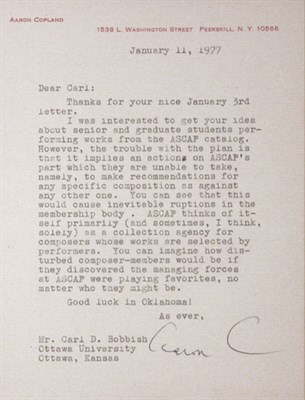 AARON COPLAND
1538 L. WASHINGTON STREET PEEKSKILL, N. Y. 10566
January 11, 1977
Dear Carl:
Thanks for your nice January 3rd
letter.
I was interested to get your idea
about senior and graduate students per-
forming works from the ASCAP catalog.
However, the trouble with the plan is
that it implies an actions on ASCAP's
part which they are unable to take,
namely, to make recommendations for
any specific composition as against
any other one. You can see that this
would cause inevitable ruptions in the
membership body . ASCAP thinks of it-
self primarily (and sometimes, I think,
solely) as a collection agency for
composers whose works are selected by
performers. You can imagine how dis-
turbed composer-members would be if
they discovered the managing forces
at ASCAP were playing favorites, no
matter who they might be.
Good luck in Oklahoma!
As ever,
Aaron C
Mr. Carl D. Bobbish
Ottawa University
Ottawa, Kansas